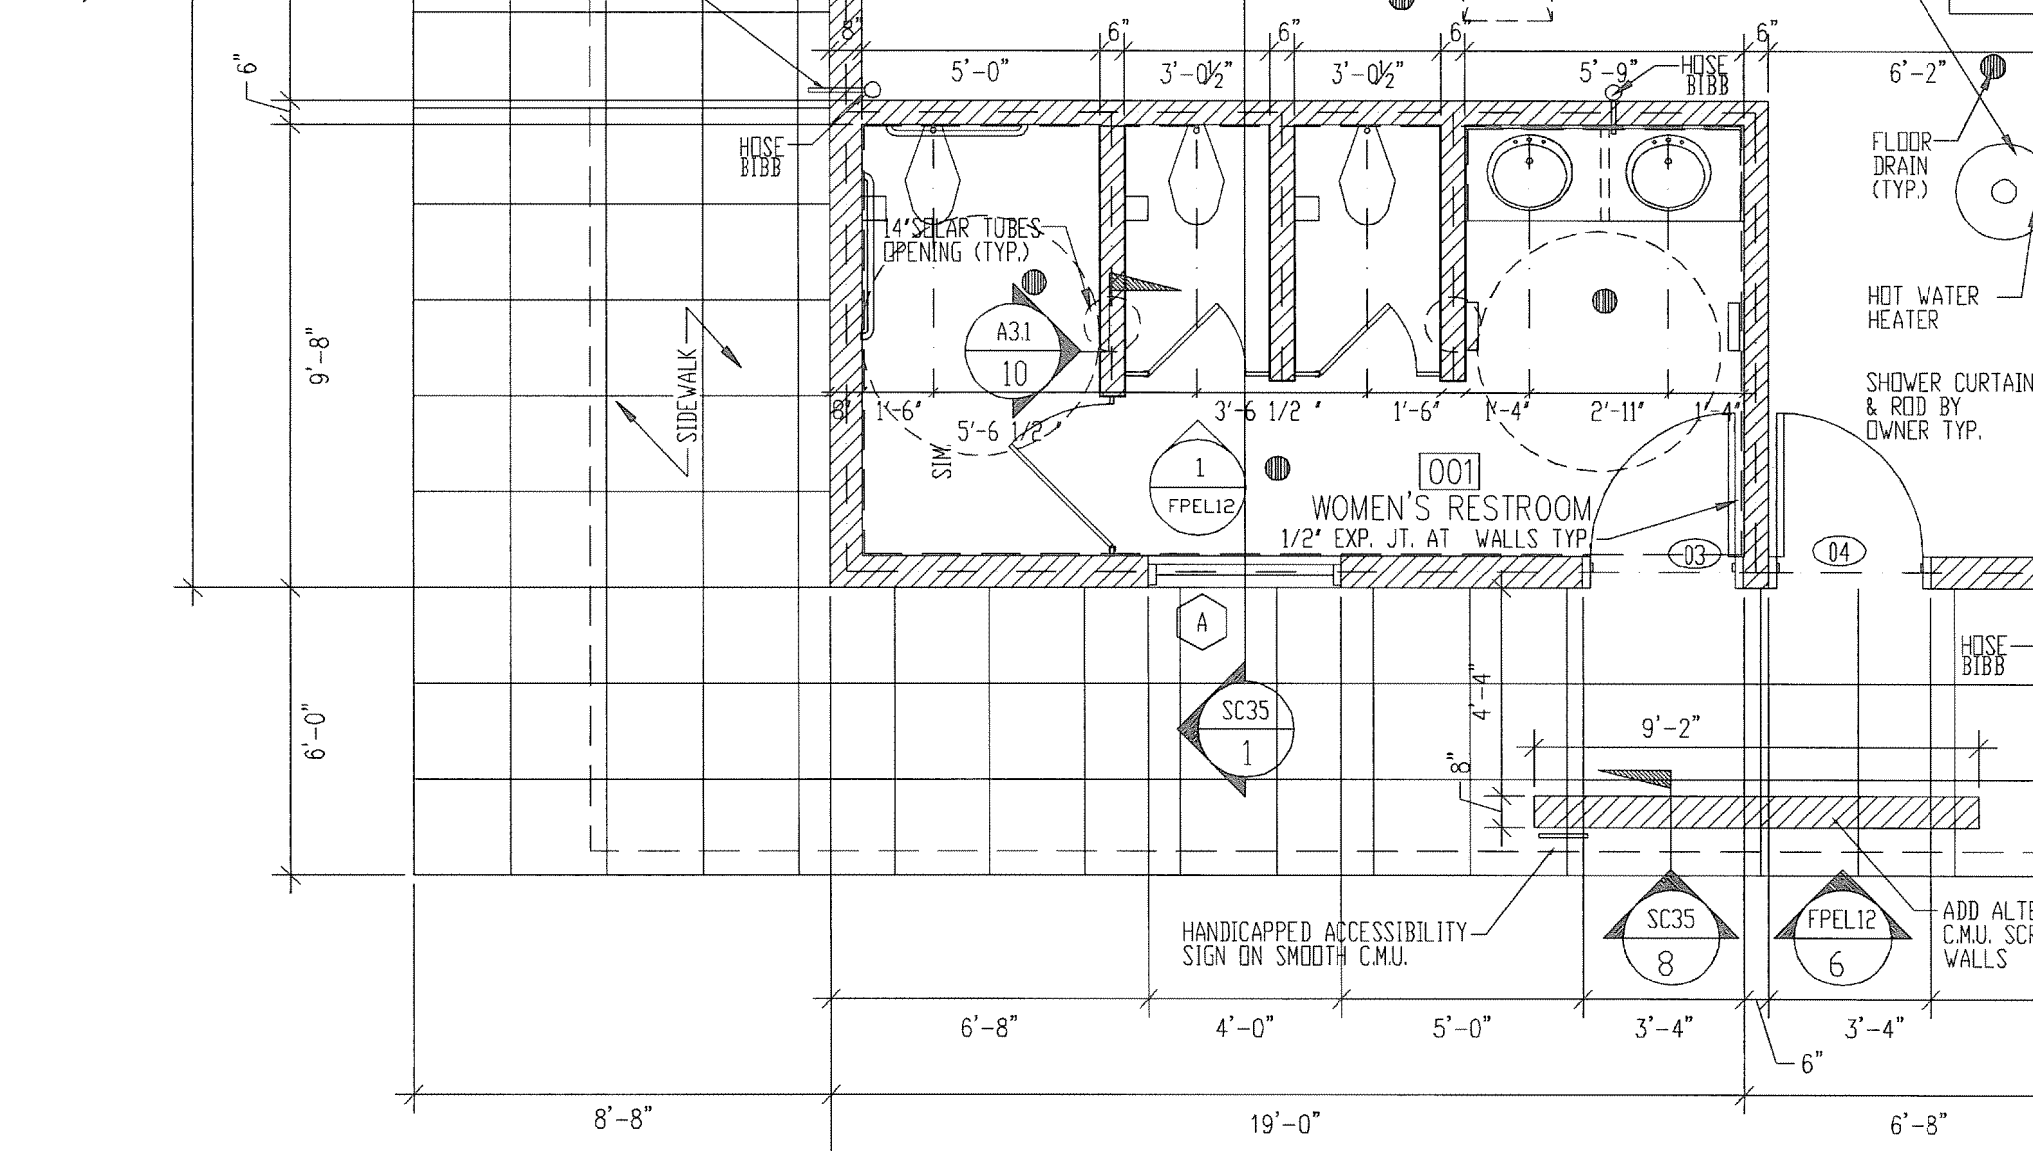 8"
6"
6"
6"
6"
6"
5'-0"
3'-0½"
3'-0½"
5'-9"
6'-2"
HOSE
BIBB
HOSE
BIBB
FLOOR
DRAIN
(TYP.)
14" SOLAR TUBES
OPENING (TYP.)
HOT WATER
HEATER
A3.1
10
9'-8"
SIDEWALK
SHOWER CURTAIN
& ROD BY
OWNER TYP.
8"
1'-6"
3'-6 1/2 "
1'-6"
1'-4"
2'-11"
1'-4"
5'-6 1/2 "
SIM.
1
FPEL12
001
WOMEN'S RESTROOM
1/2" EXP. JT. AT WALLS TYP.
03
04
A
HOSE
BIBB
6'-0"
4'-4"
SC35
1
9'-2"
8"
HANDICAPPED ACCESSIBILITY
SIGN ON SMOOTH C.M.U.
SC35
8
FPEL12
6
ADD
C.M.U.
WALLS
6'-8"
4'-0"
5'-0"
3'-4"
3'-4"
6"
8'-8"
19'-0"
6'-8"